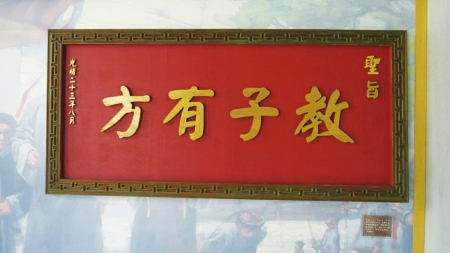 聖旨
教子有方
光緒二十三年八月